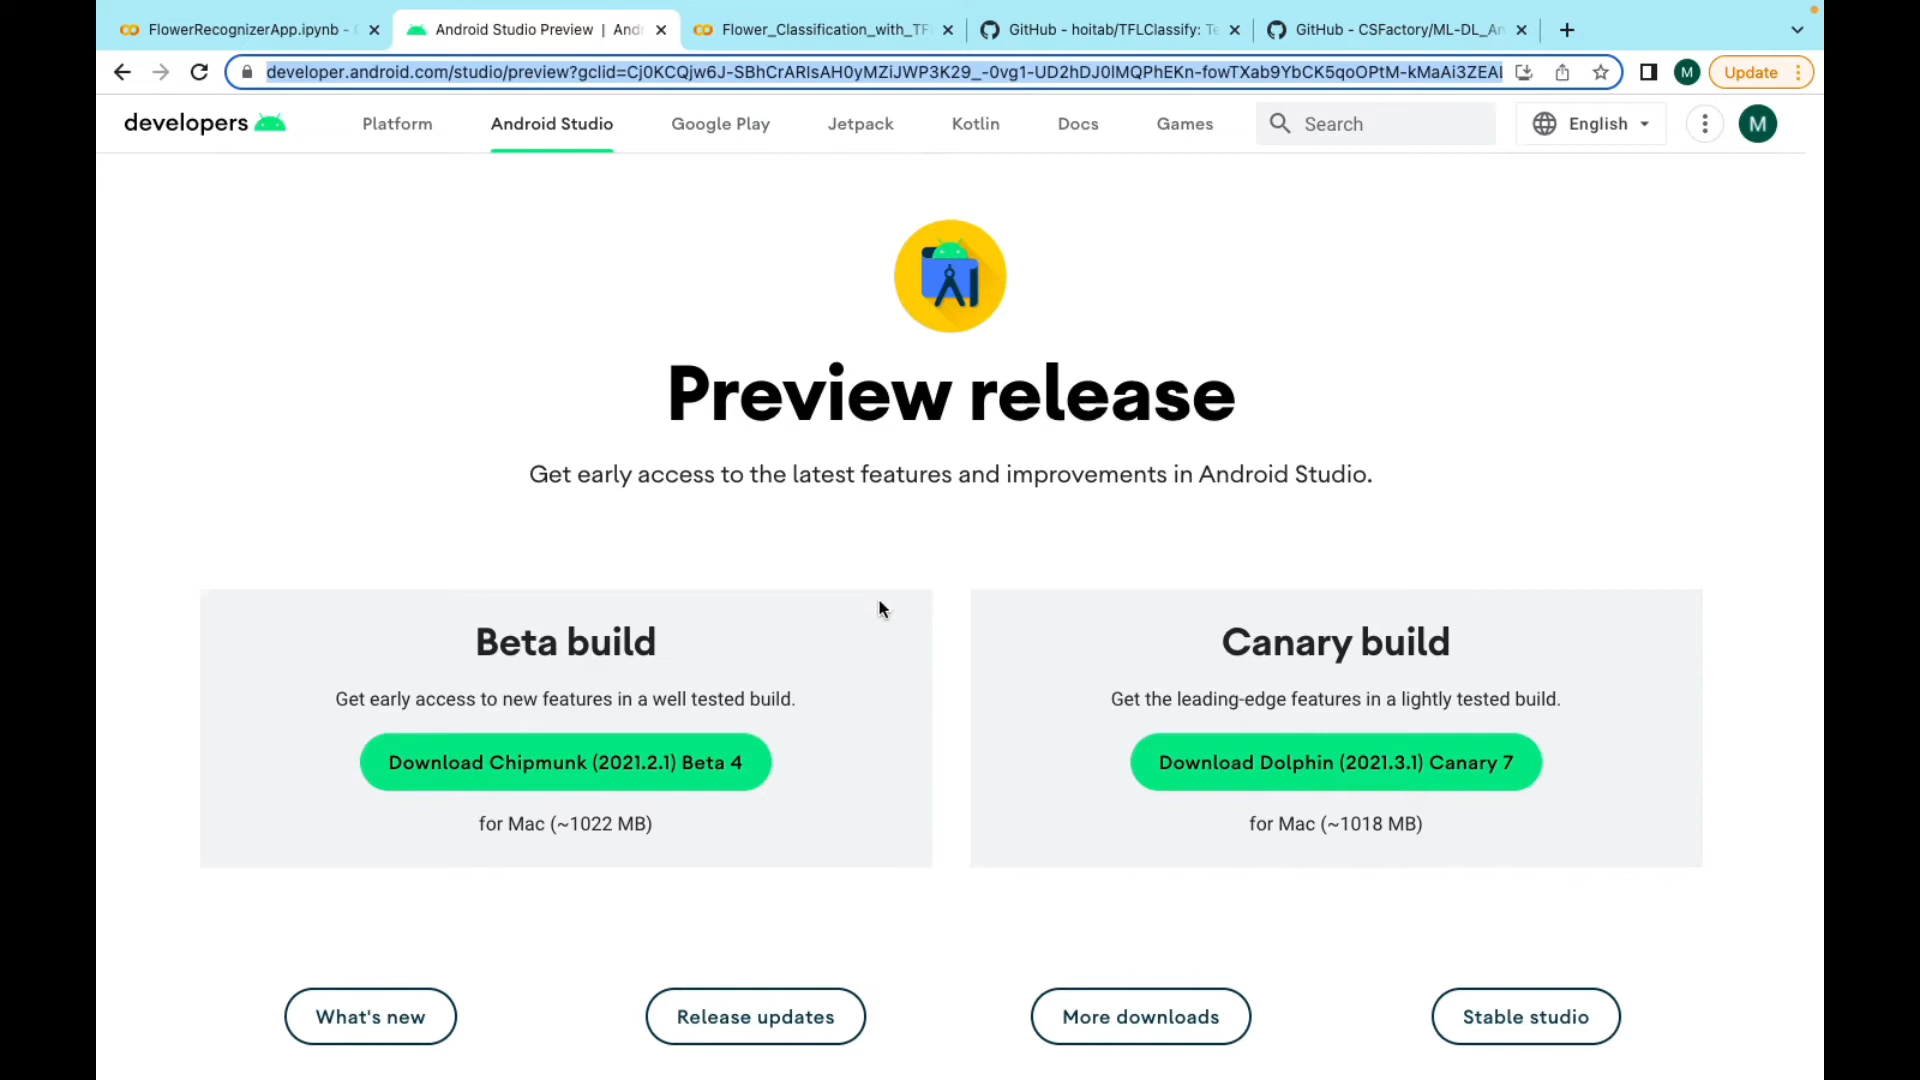 FlowerRecognizerApp.ipynb -
Android Studio Preview | And
Flower_Classification_with_TF
GitHub - hoitab/TFLClassify: Te
GitHub - CSFactory/ML-DL_An
developer.android.com/studio/preview?gclid=Cj0KCQjw6J-SBhCrARIsAH0yMZiJWP3K29_-0vg1-UD2hDJ0lMQPhEKn-fowTXab9YbCK5qoOPtM-kMaAi3ZEAL
M
Update
developers
Platform
Android Studio
Google Play
Jetpack
Kotlin
Docs
Games
Search
English
M
Preview release
Get early access to the latest features and improvements in Android Studio.
Beta build
Get early access to new features in a well tested build.
Download Chipmunk (2021.2.1) Beta 4
for Mac (~1022 MB)
Canary build
Get the leading-edge features in a lightly tested build.
Download Dolphin (2021.3.1) Canary 7
for Mac (~1018 MB)
What's new
Release updates
More downloads
Stable studio